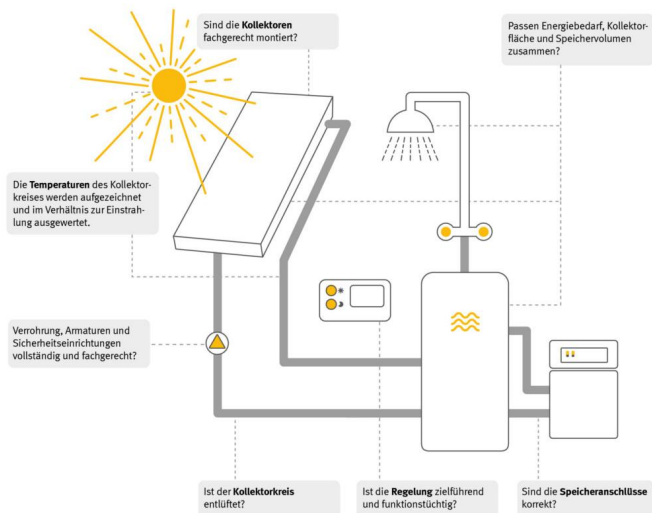 Sind die Kollektoren
fachgerecht montiert?
Passen Energiebedarf, Kollektor-
fläche und Speichervolumen
zusammen?
Die Temperaturen des Kollektor-
kreises werden aufgezeichnet
und im Verhältnis zur Einstrah-
lung ausgewertet.
Verrohrung, Armaturen und
Sicherheitseinrichtungen
vollständig und fachgerecht?
Ist der Kollektorkreis
entlüftet?
Ist die Regelung zielführend
und funktionstüchtig?
Sind die Speicheranschlüsse
korrekt?